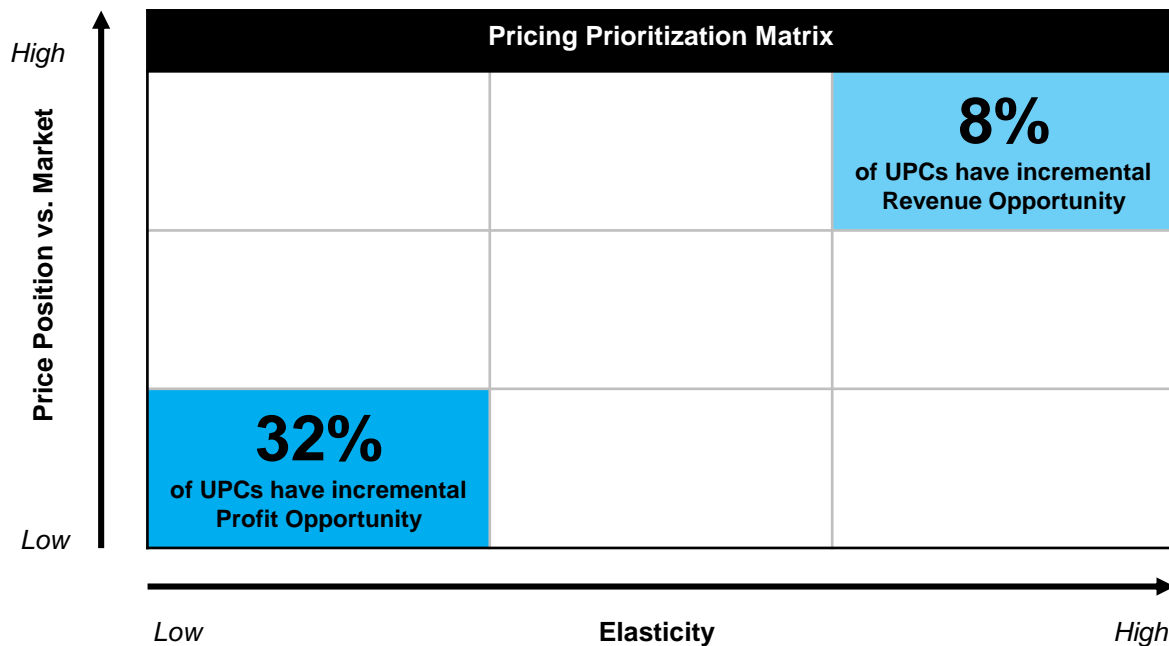 Pricing Prioritization Matrix
High
Price Position vs. Market
Low
8%
of UPCs have incremental
Revenue Opportunity
32%
of UPCs have incremental
Profit Opportunity
Low
Elasticity
High